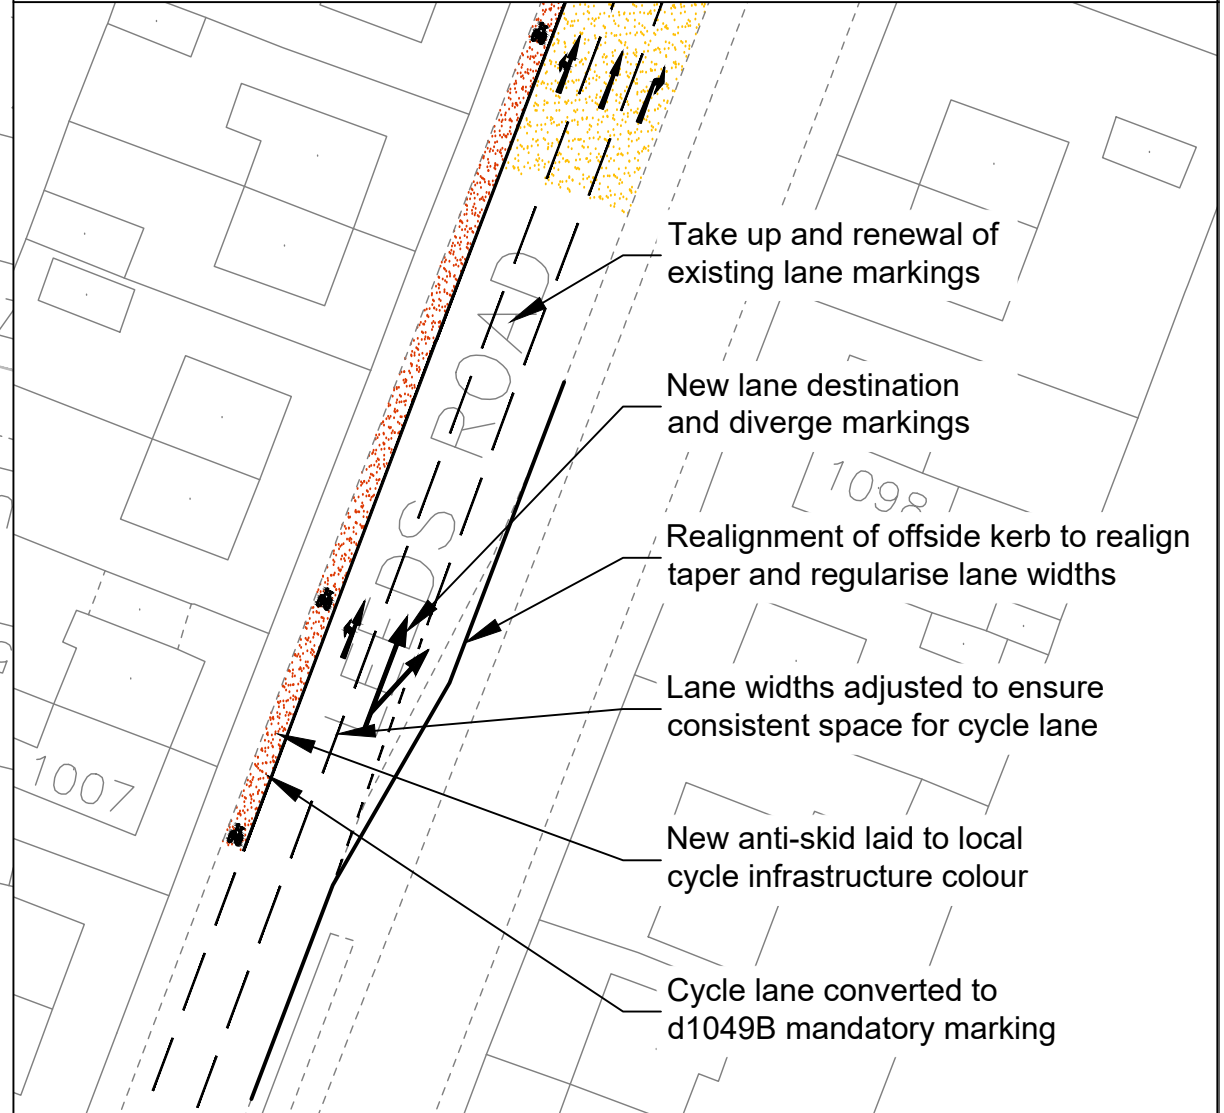 Take up and renewal of
existing lane markings
New lane destination
and diverge markings
1098
Realignment of offside kerb to realign
taper and regularise lane widths
Lane widths adjusted to ensure
consistent space for cycle lane
1007
New anti-skid laid to local
cycle infrastructure colour
Cycle lane converted to
d1049B mandatory marking
DS ROAD